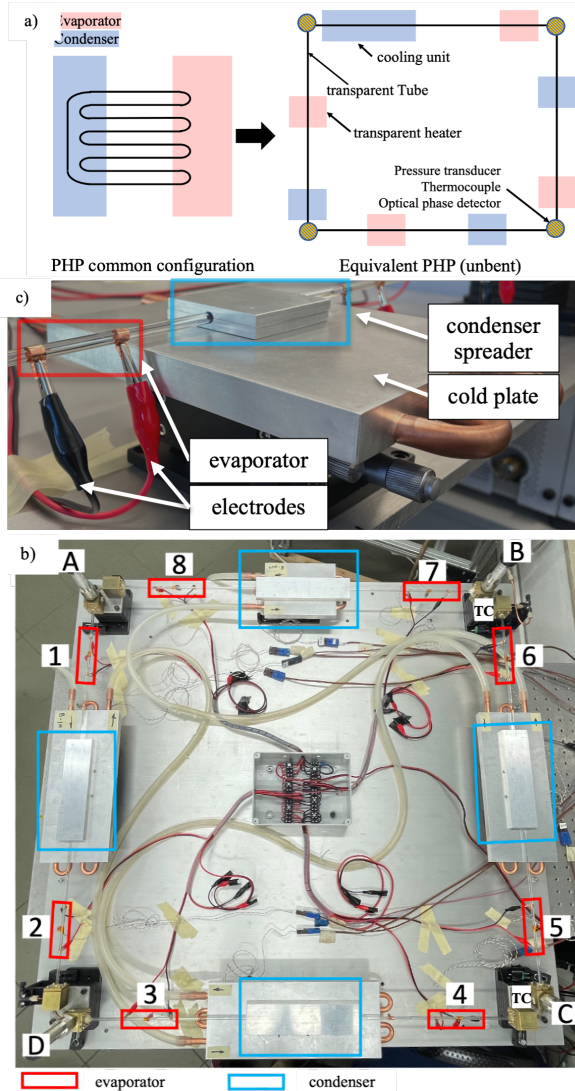 a)
Evaporator
Condenser
cooling unit
transparent Tube
transparent heater
Pressure transducer
Thermocouple
Optical phase detector
PHP common configuration
Equivalent PHP (unbent)
c)
condenser
spreader
cold plate
evaporator
electrodes
b)
A
8
7
B
TC
1
6
2
5
3
4
TC
D
C
evaporator
condenser